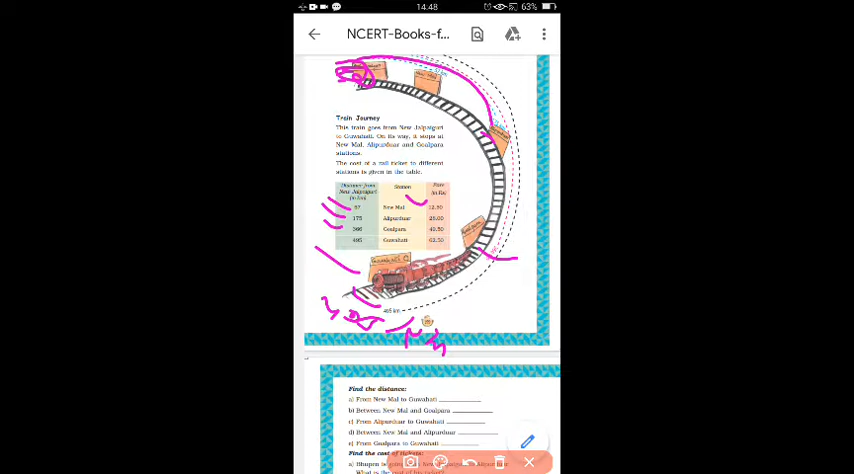 14:48
63%
NCERT-Books-f...
Train Journey
This train goes from New Jalpaiguri
to Guwahati. On its way, it stops at
New Mal, Alipurduar and Goalpara
stations.
The cost of a rail ticket to different
stations is given in the table.
Distance from Station Fare
New Jalpaiguri (in Rs)
(in km)
57 New Mal 12.50
175 Alipurduar 25.00
366 Goalpara 49.50
495 Guwahati 62.50
495 km
Find the distance:
a) From New Mal to Guwahati
b) Between New Mal and Goalpara
c) From Alipurduar to Guwahati
d) Between New Mal and Alipurduar
e) From Goalpara to Guwahati
Find the cost of tickets: